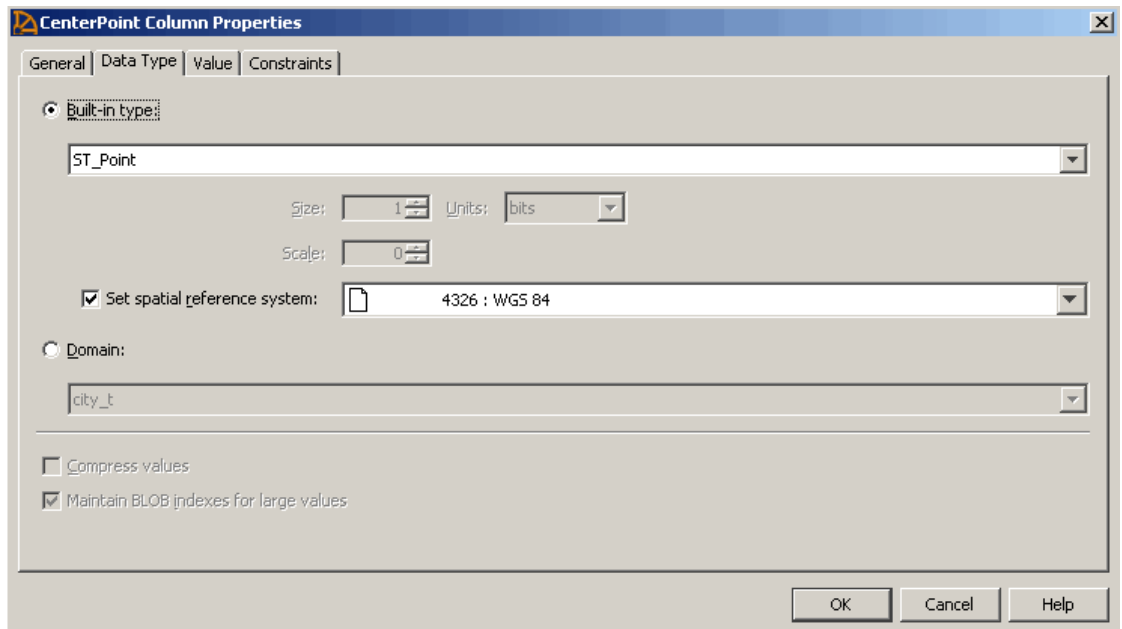 CenterPoint Column Properties
General Data Type Value Constraints
Built-in type:
ST_Point
Size: 1 Units: bits
Scale: 0
Set spatial reference system: 4326 : WGS 84
Domain:
city_t
Compress values
Maintain BLOB indexes for large values
OK Cancel Help